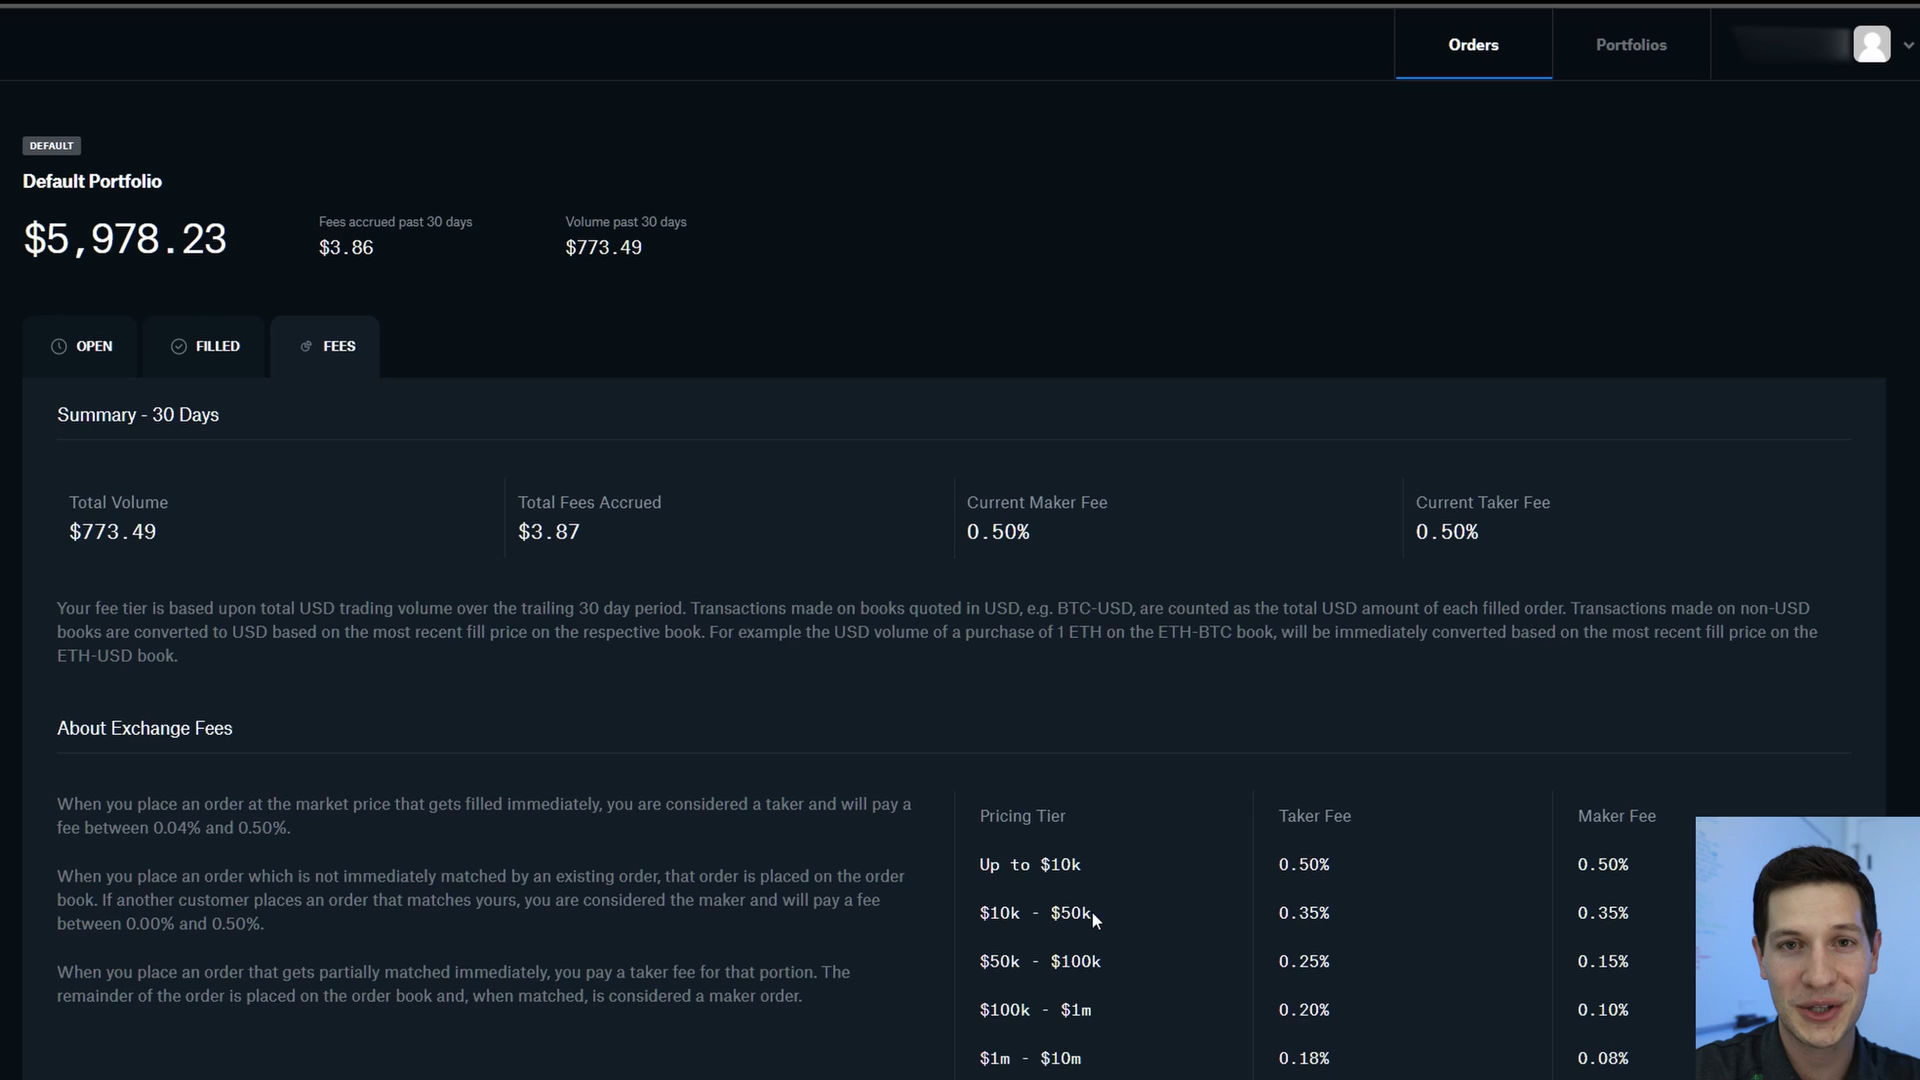 Orders
Portfolios
DEFAULT
Default Portfolio
$5,978.23
Fees accrued past 30 days
$3.86
Volume past 30 days
$773.49
OPEN
FILLED
FEES
Summary - 30 Days
Total Volume
$773.49
Total Fees Accrued
$3.87
Current Maker Fee
0.50%
Current Taker Fee
0.50%
Your fee tier is based upon total USD trading volume over the trailing 30 day period. Transactions made on books quoted in USD, e.g. BTC-USD, are counted as the total USD amount of each filled order. Transactions made on non-USD
books are converted to USD based on the most recent fill price on the respective book. For example the USD volume of a purchase of 1 ETH on the ETH-BTC book, will be immediately converted based on the most recent fill price on the
ETH-USD book.
About Exchange Fees
When you place an order at the market price that gets filled immediately, you are considered a taker and will pay a
fee between 0.04% and 0.50%.
When you place an order which is not immediately matched by an existing order, that order is placed on the order
book. If another customer places an order that matches yours, you are considered the maker and will pay a fee
between 0.00% and 0.50%.
When you place an order that gets partially matched immediately, you pay a taker fee for that portion. The
remainder of the order is placed on the order book and, when matched, is considered a maker order.
Pricing Tier Taker Fee Maker Fee
Up to $10k 0.50% 0.50%
$10k - $50k 0.35% 0.35%
$50k - $100k 0.25% 0.15%
$100k - $1m 0.20% 0.10%
$1m - $10m 0.18% 0.08%